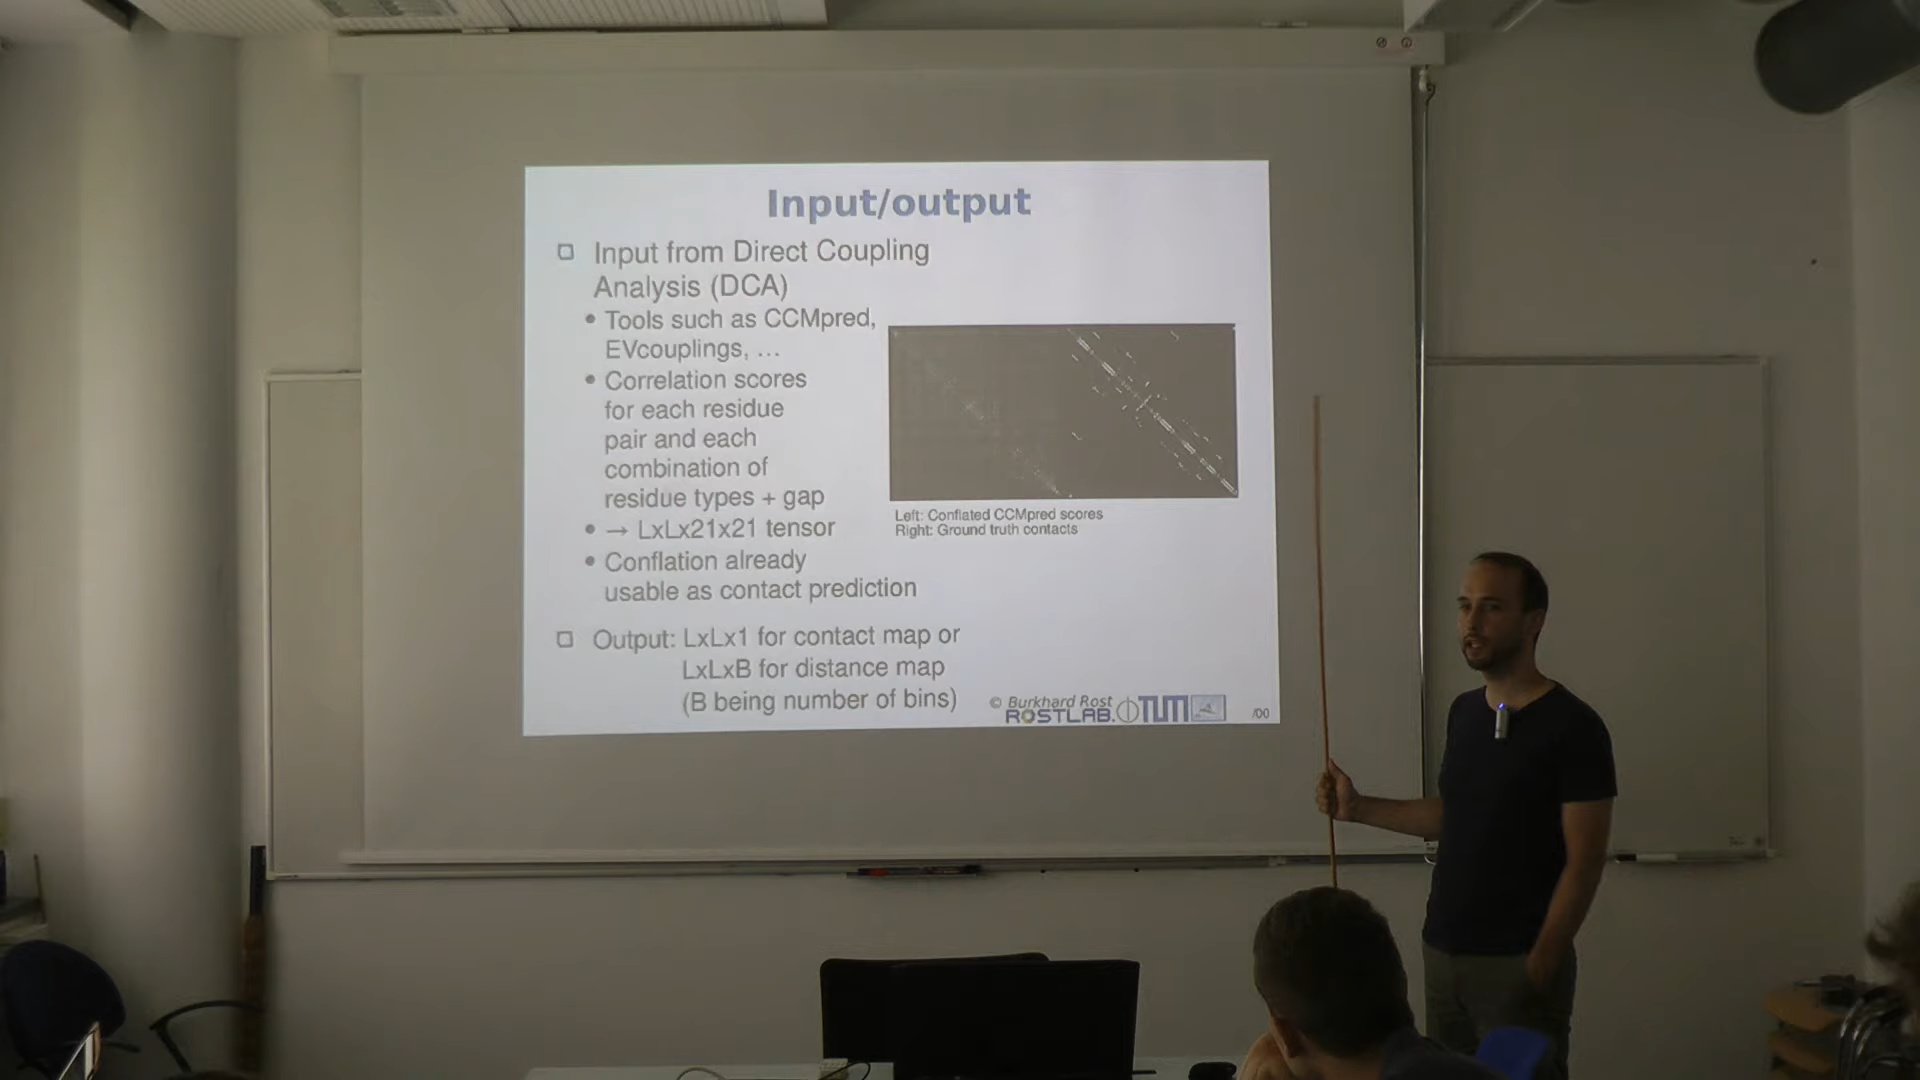 Input/output
Input from Direct Coupling
Analysis (DCA)
• Tools such as CCMpred,
EVcouplings, ...
• Correlation scores
for each residue
pair and each
combination of
residue types + gap
• → LxLx21x21 tensor
• Conflation already
usable as contact prediction
Left: Conflated CCMpred scores
Right: Ground truth contacts
Output: LxLx1 for contact map or
LxLxB for distance map
(B being number of bins)
© Burkhard Rost
ROSTLAB. TUM
/00